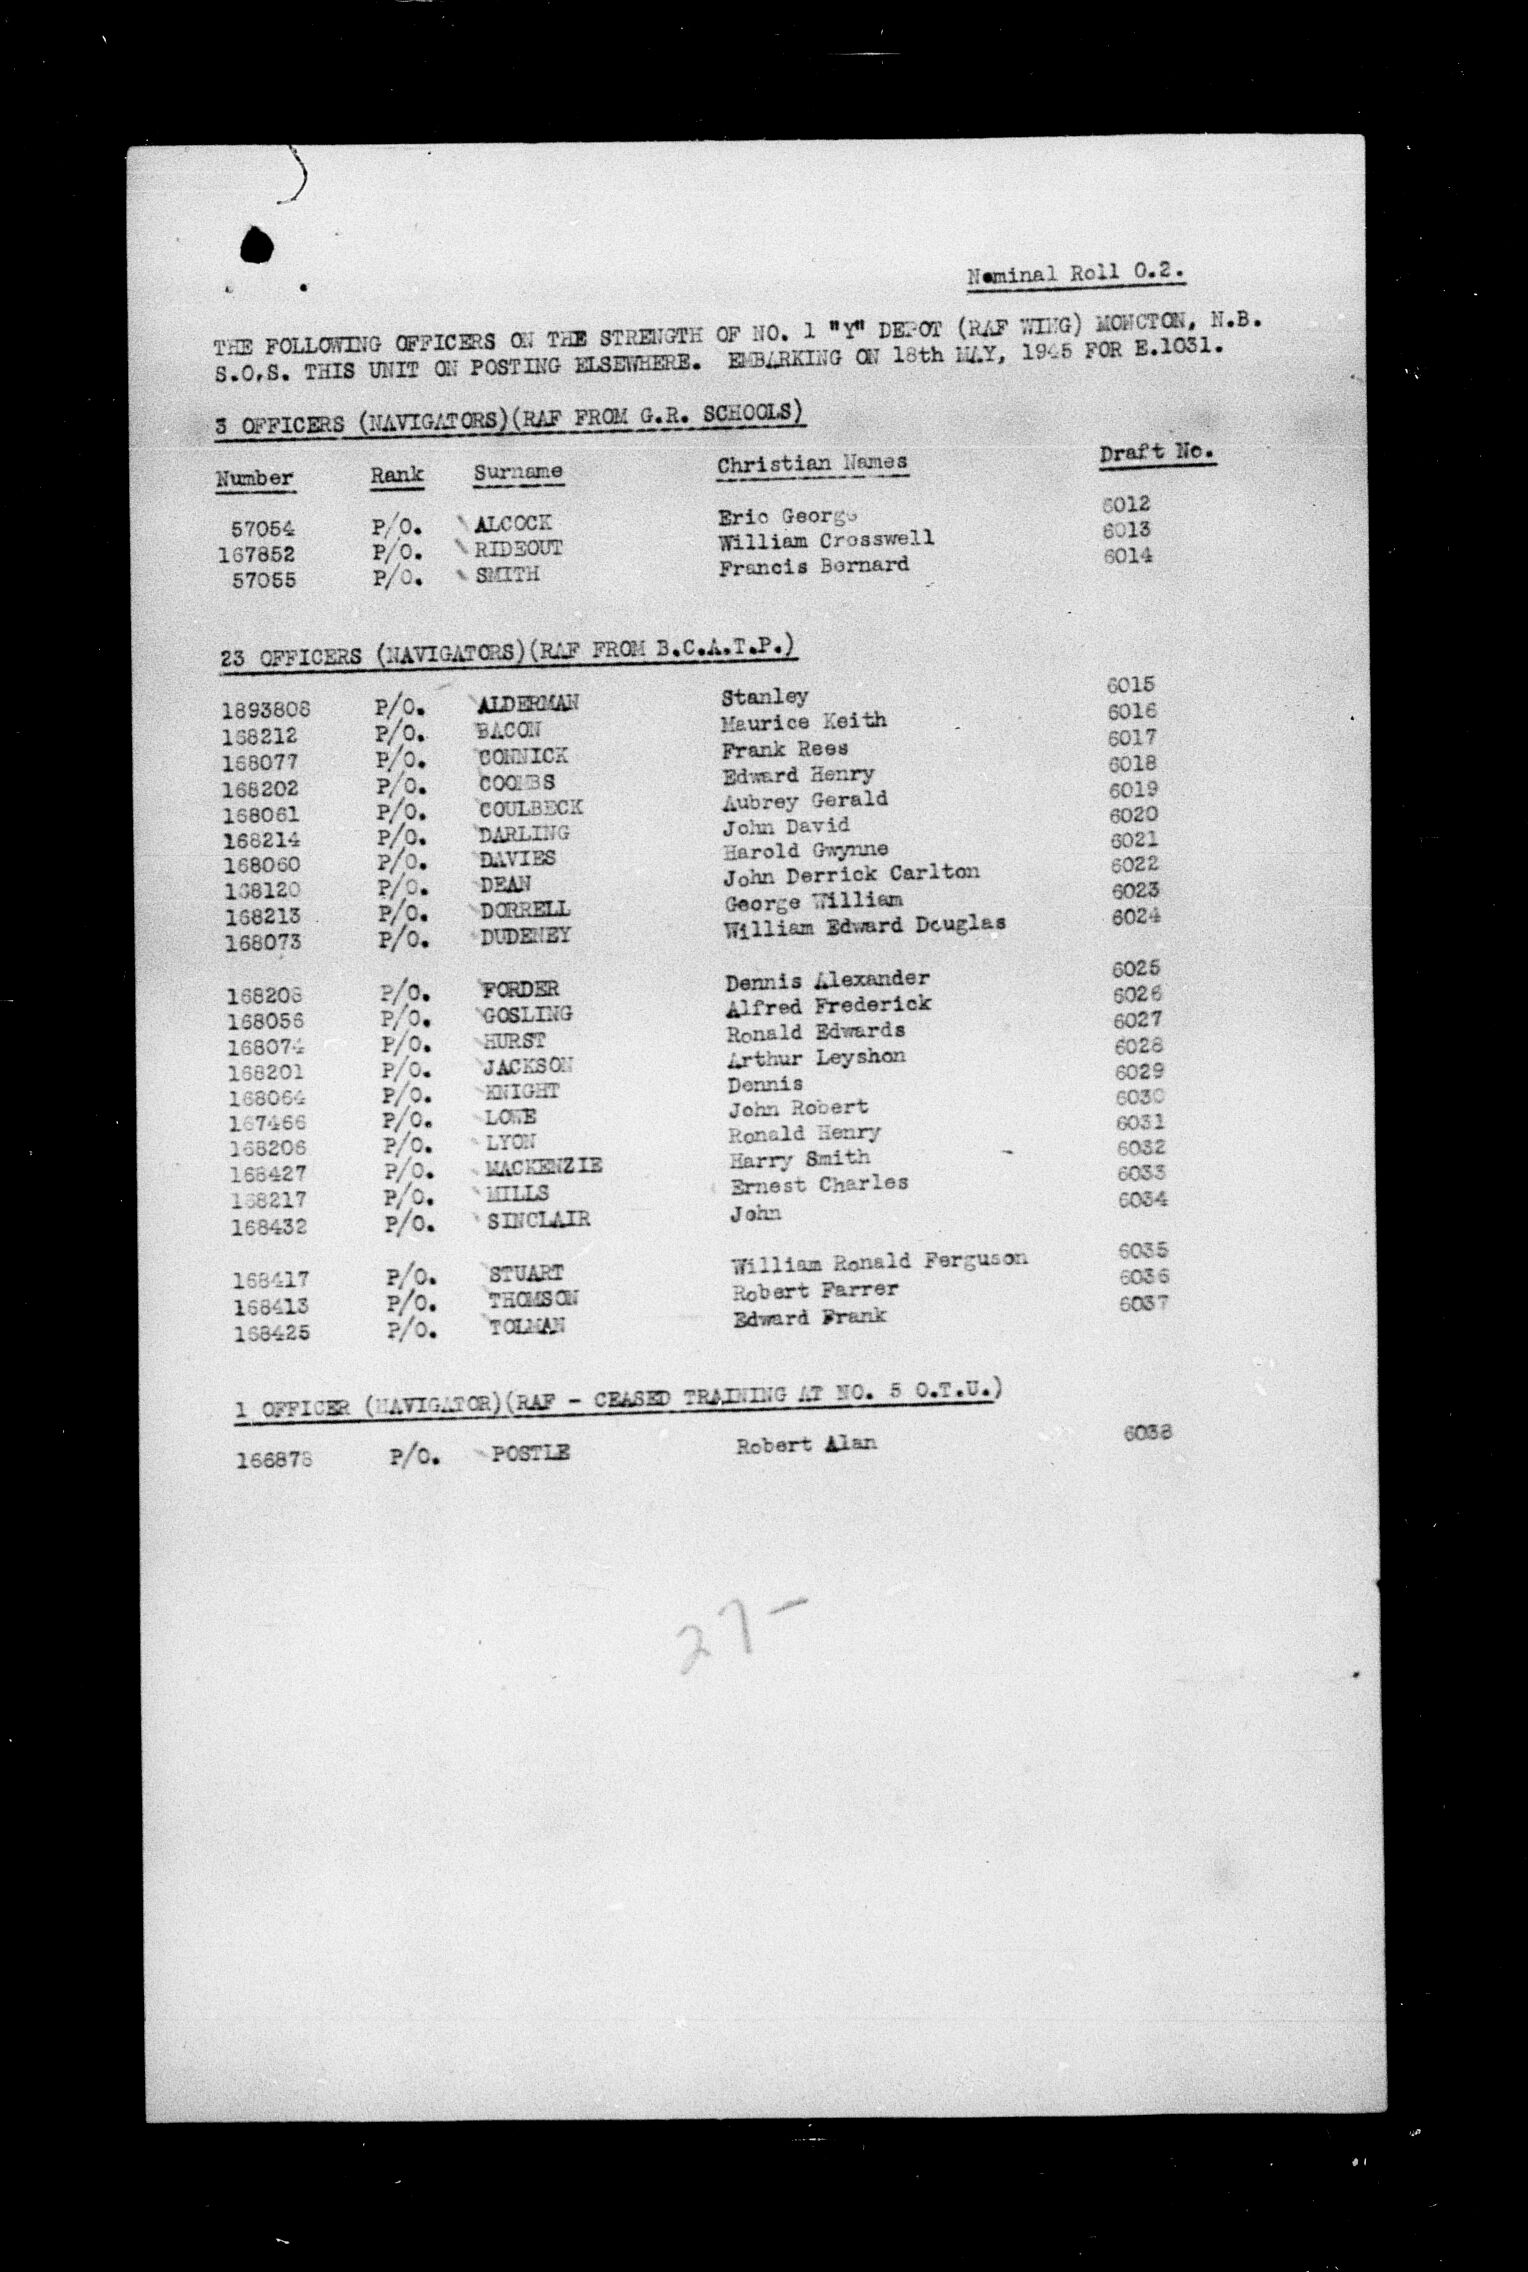 Nominal Roll O.2.
THE FOLLOWING OFFICERS ON THE STRENGTH OF NO. 1 "Y" DEPOT (RAF WING) MONCTON, N.B.
S.O.S. THIS UNIT ON POSTING ELSEWHERE. EMBARKING ON 18th MAY, 1945 FOR E.1031.
3 OFFICERS (NAVIGATORS)(RAF FROM G.R. SCHOOLS)
Number Rank Surname Christian Names Draft No.
57054 P/O. ALCOCK Eric George 6012
167852 P/O. RIDEOUT William Crosswell 6013
57055 P/O. SMITH Francis Bernard 6014
23 OFFICERS (NAVIGATORS)(RAF FROM B.C.A.T.P.)
1893808 P/O. ALDERMAN Stanley 6015
168212 P/O. BACON Maurice Keith 6016
168077 P/O. CONNICK Frank Rees 6017
168202 P/O. COOMBS Edward Henry 6018
168061 P/O. COULBECK Aubrey Gerald 6019
168214 P/O. DARLING John David 6020
168060 P/O. DAVIES Harold Gwynne 6021
168120 P/O. DEAN John Derrick Carlton 6022
168213 P/O. DORRELL George William 6023
168073 P/O. DUDENEY William Edward Douglas 6024
168208 P/O. FORDER Dennis Alexander 6025
168056 P/O. GOSLING Alfred Frederick 6026
168074 P/O. HURST Ronald Edwards 6027
168201 P/O. JACKSON Arthur Leyshon 6028
168064 P/O. KNIGHT Dennis 6029
167466 P/O. LOWE John Robert 6030
168206 P/O. LYON Ronald Henry 6031
168427 P/O. MACKENZIE Harry Smith 6032
168217 P/O. MILLS Ernest Charles 6033
168432 P/O. SINCLAIR John 6034
168417 P/O. STUART William Ronald Ferguson 6035
168413 P/O. THOMSON Robert Farrer 6036
168425 P/O. TOLMAN Edward Frank 6037
1 OFFICER (NAVIGATOR)(RAF - CEASED TRAINING AT NO. 5 O.T.U.)
166878 P/O. POSTLE Robert Alan 6038
27-